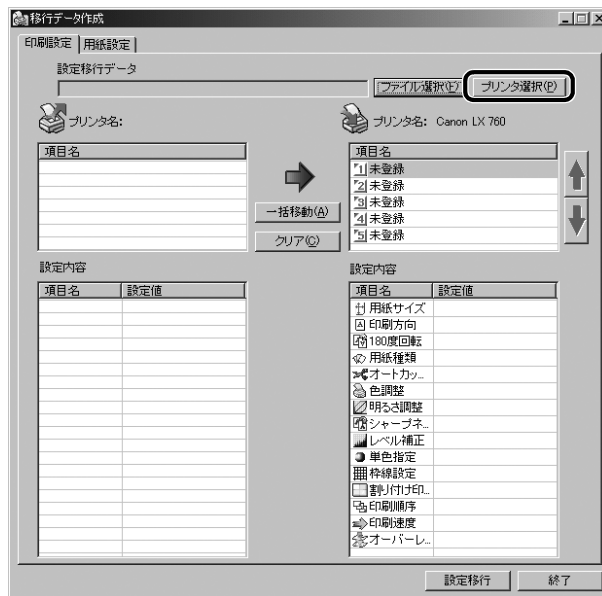 移行データ作成
印刷設定 用紙設定
設定移行データ
ファイル選択(F) プリンタ選択(P)
プリンタ名:
プリンタ名: Canon LX 760
項目名
項目名
1 未登録
2 未登録
3 未登録
4 未登録
5 未登録
一括移動(A)
クリア(C)
設定内容
項目名 設定値
設定内容
項目名 設定値
用紙サイズ
印刷方向
180度回転
用紙種類
オートカッ...
色調整
明るさ調整
シャープネ...
レベル補正
単色指定
枠線設定
割り付け印...
印刷順序
印刷速度
オーバーレ...
設定移行 終了